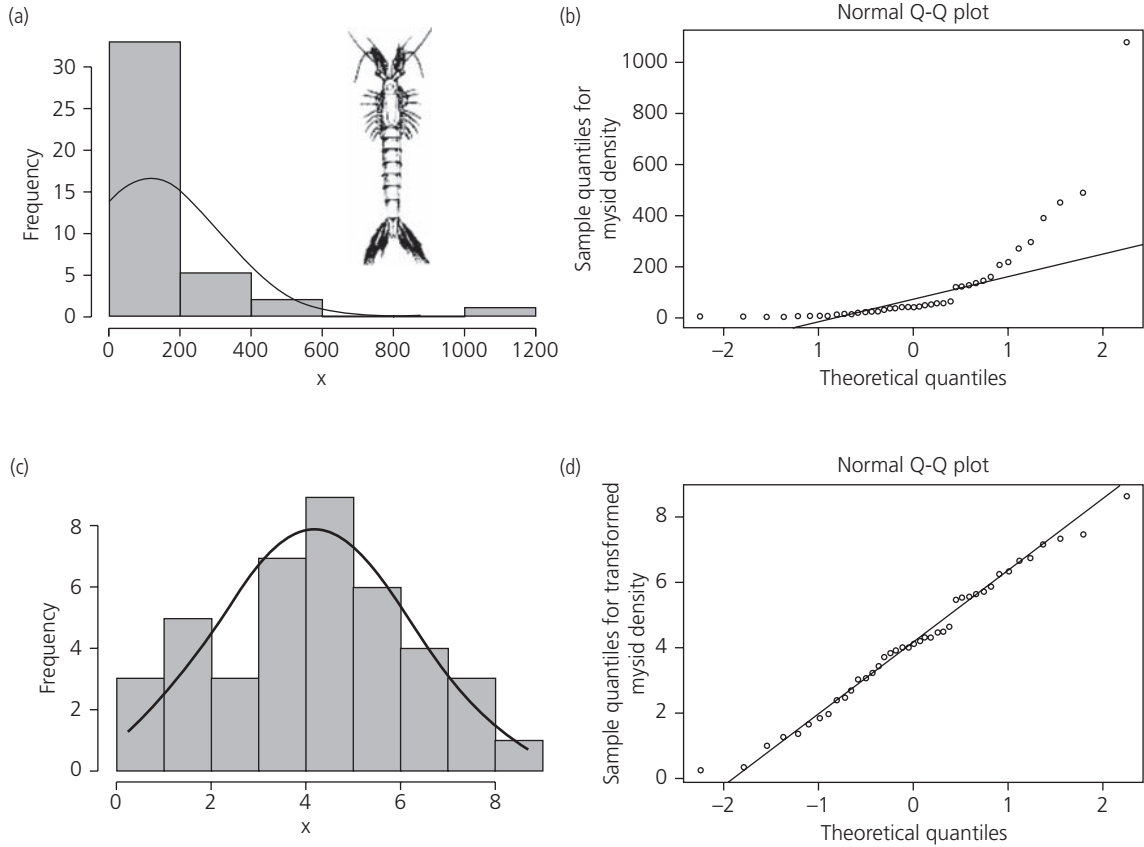 (a)
Frequency
30
25
20
15
10
5
0
0 200 400 600 800 1000 1200
x
(b)
Normal Q-Q plot
Sample quantiles for
mysid density
1000
800
600
400
200
0
−2 1 0 1 2
Theoretical quantiles
(c)
Frequency
8
6
4
2
0
0 2 4 6 8
x
(d)
Normal Q-Q plot
Sample quantiles for transformed
mysid density
8
6
4
2
0
−2 −1 0 1 2
Theoretical quantiles